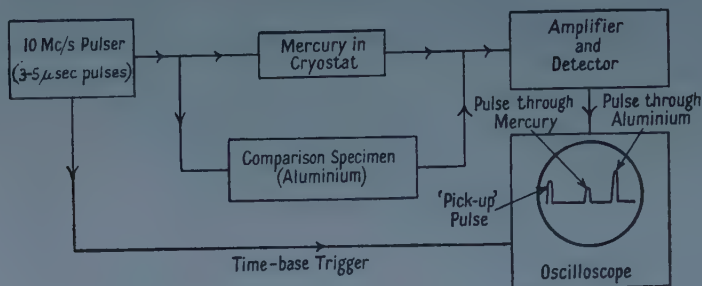 10 Mc/s Pulser
(3-5 μsec pulses)
Mercury in
Cryostat
Amplifier
and
Detector
Comparison Specimen
(Aluminium)
Pulse through
Mercury
Pulse through
Aluminium
'Pick-up'
Pulse
Time-base Trigger
Oscilloscope